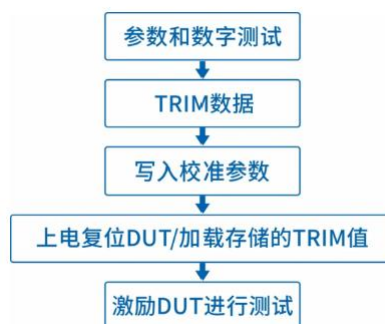 参数和数字测试
TRIM数据
写入校准参数
上电复位DUT/加载存储的TRIM值
激励DUT进行测试